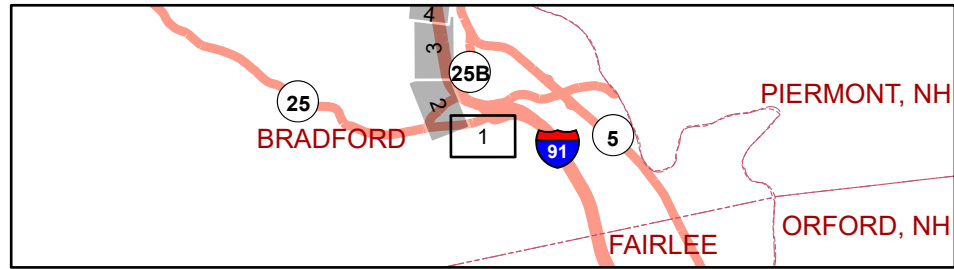 4
3
25B
25
2
PIERMONT, NH
BRADFORD
1
5
91
ORFORD, NH
FAIRLEE